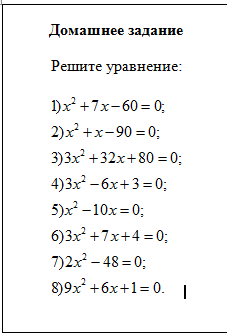 Домашнее задание
Решите уравнение:
1)x² +7x−60=0;
2)x² +x−90=0;
3)3x² +32x+80=0;
4)3x² −6x+3=0;
5)x² −10x=0;
6)3x² +7x+4=0;
7)2x² −48=0;
8)9x² +6x+1=0.